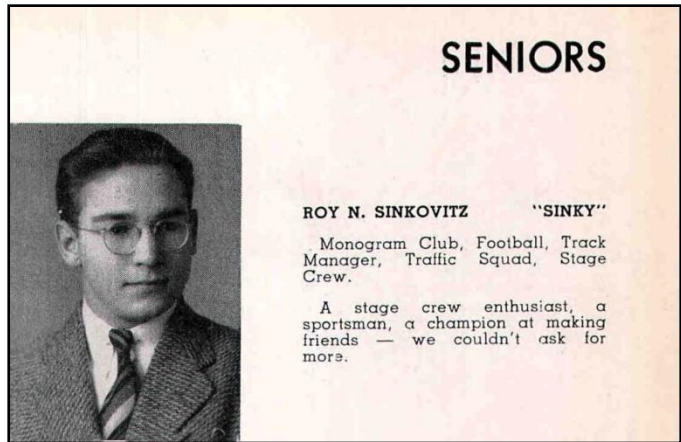 SENIORS
ROY N. SINKOVITZ "SINKY"
Monogram Club, Football, Track
Manager, Traffic Squad, Stage
Crew.
A stage crew enthusiast, a
sportsman, a champion at making
friends — we couldn't ask for
more.